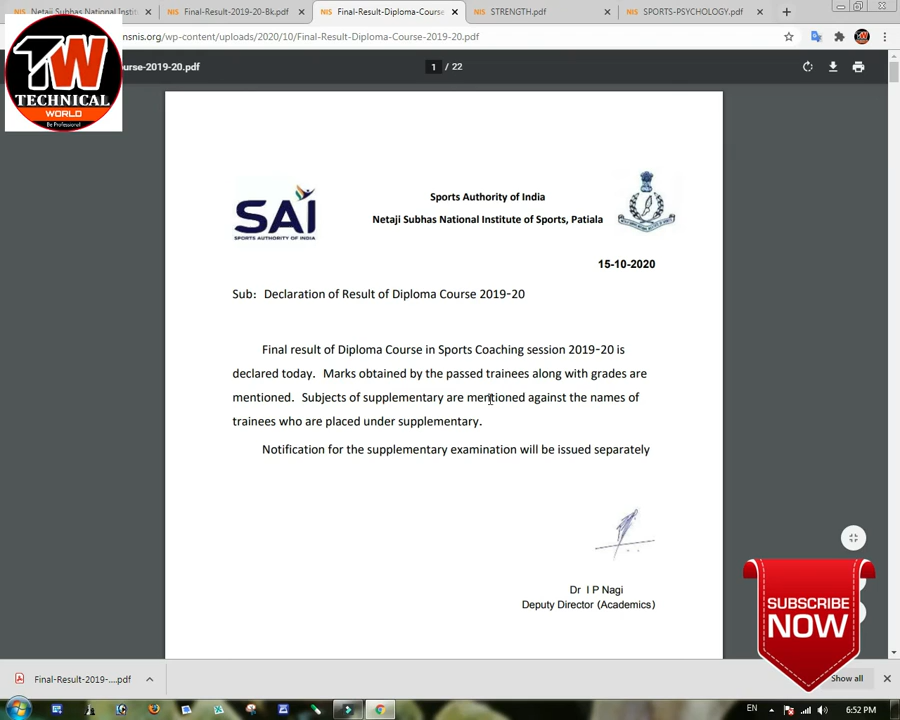 Netaji Subhas National Instit
Final-Result-2019-20-Bk.pdf
Final-Result-Diploma-Course
STRENGTH.pdf
SPORTS-PSYCHOLOGY.pdf
nsnis.org/wp-content/uploads/2020/10/Final-Result-Diploma-Course-2019-20.pdf
TW
TECHNICAL
WORLD
Be Professional
urse-2019-20.pdf
1 / 22
SAI
SPORTS AUTHORITY OF INDIA
Sports Authority of India
Netaji Subhas National Institute of Sports, Patiala
15-10-2020
Sub: Declaration of Result of Diploma Course 2019-20
Final result of Diploma Course in Sports Coaching session 2019-20 is
declared today. Marks obtained by the passed trainees along with grades are
mentioned. Subjects of supplementary are mentioned against the names of
trainees who are placed under supplementary.
Notification for the supplementary examination will be issued separately
Dr I P Nagi
Deputy Director (Academics)
SUBSCRIBE
NOW
Final-Result-2019-....pdf
Show all
EN
6:52 PM